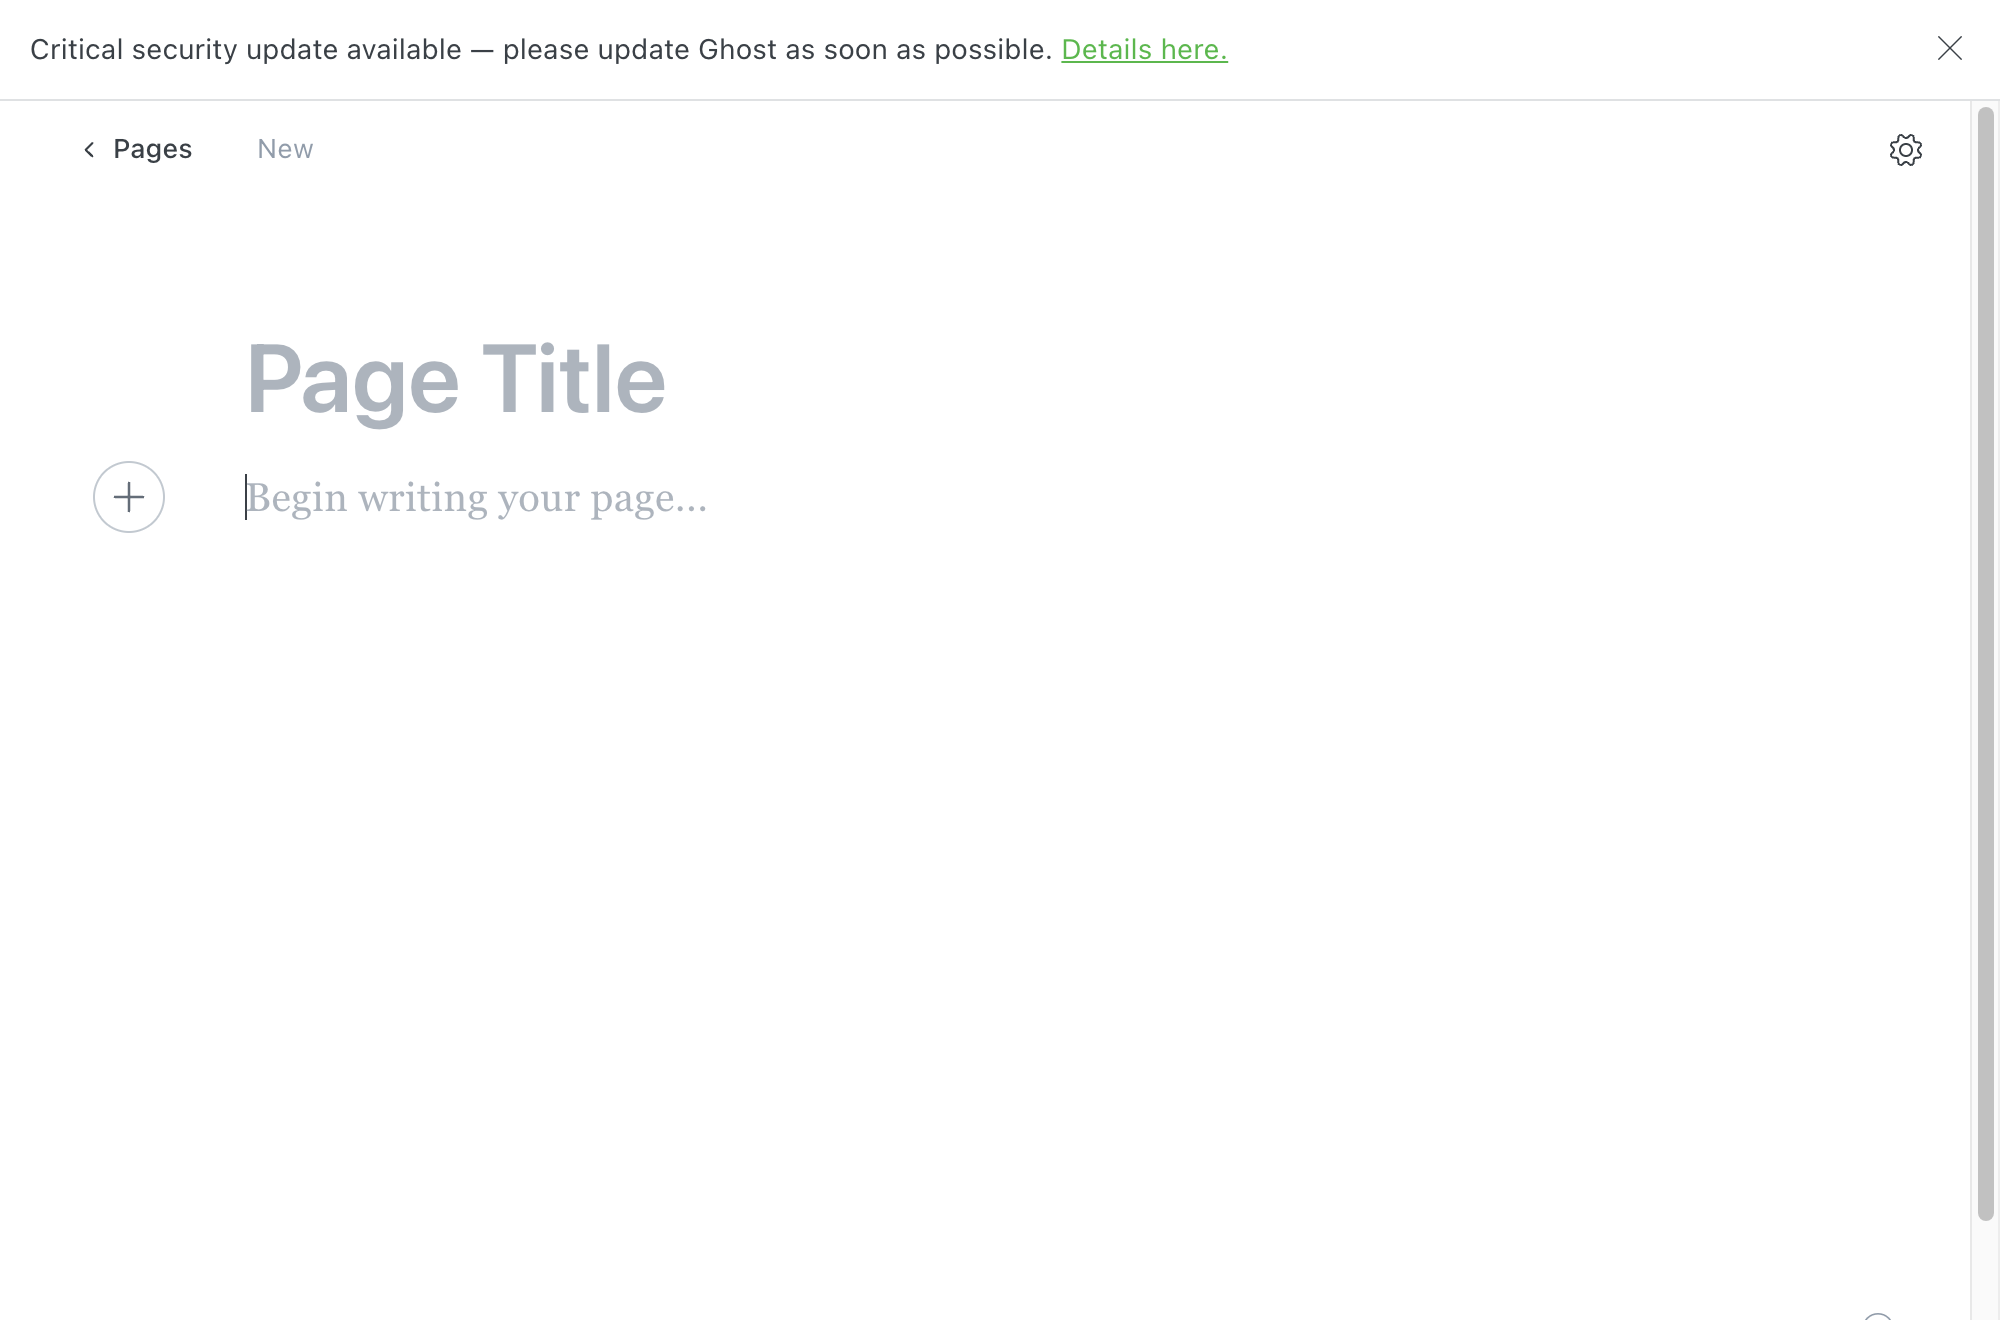 Critical security update available — please update Ghost as soon as possible. Details here.
Pages New
Page Title
Begin writing your page...